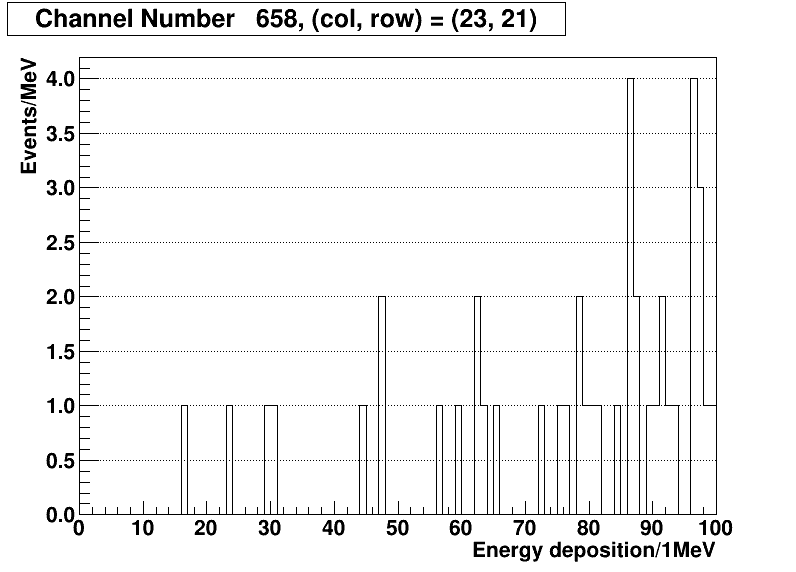 Channel Number 658, (col, row) = (23, 21)
Events/MeV
4.0
3.5
3.0
2.5
2.0
1.5
1.0
0.5
0.0
0 10 20 30 40 50 60 70 80 90 100
Energy deposition/1MeV